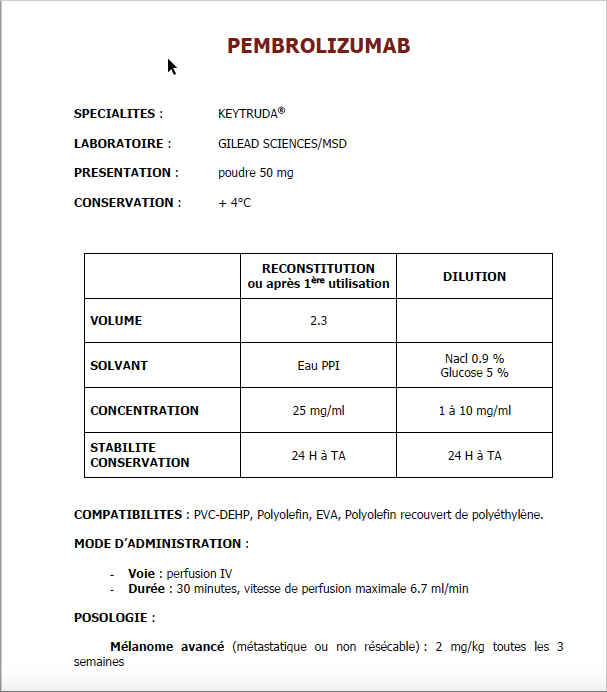 PEMBROLIZUMAB
SPECIALITES : KEYTRUDA®
LABORATOIRE : GILEAD SCIENCES/MSD
PRESENTATION : poudre 50 mg
CONSERVATION : + 4°C
RECONSTITUTION
ou après 1ère utilisation
DILUTION
VOLUME 2.3
SOLVANT Eau PPI Nacl 0.9 %
Glucose 5 %
CONCENTRATION 25 mg/ml 1 à 10 mg/ml
STABILITE
CONSERVATION 24 H à TA 24 H à TA
COMPATIBILITES : PVC-DEHP, Polyolefin, EVA, Polyolefin recouvert de polyéthylène.
MODE D'ADMINISTRATION :
- Voie : perfusion IV
- Durée : 30 minutes, vitesse de perfusion maximale 6.7 ml/min
POSOLOGIE :
Mélanome avancé (métastatique ou non résécable) : 2 mg/kg toutes les 3
semaines